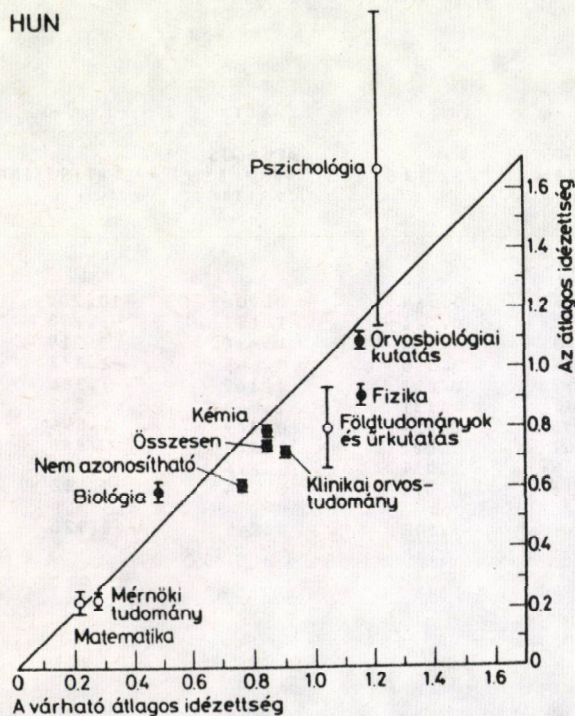 HUN
Pszichológia
Orvosbiológiai
kutatás
Fizika
Kémia
Földtudományok
és űrkutatás
Összesen
Klinikai orvos-
tudomány
Nem azonosítható
Biológia
Mérnöki
tudomány
Matematika
1.6
1.4
1.2
1.0
0.8
0.6
0.4
0.2
0
Az átlagos idézettség
0 0.2 0.4 0.6 0.8 1.0 1.2 1.4 1.6
A várható átlagos idézettség